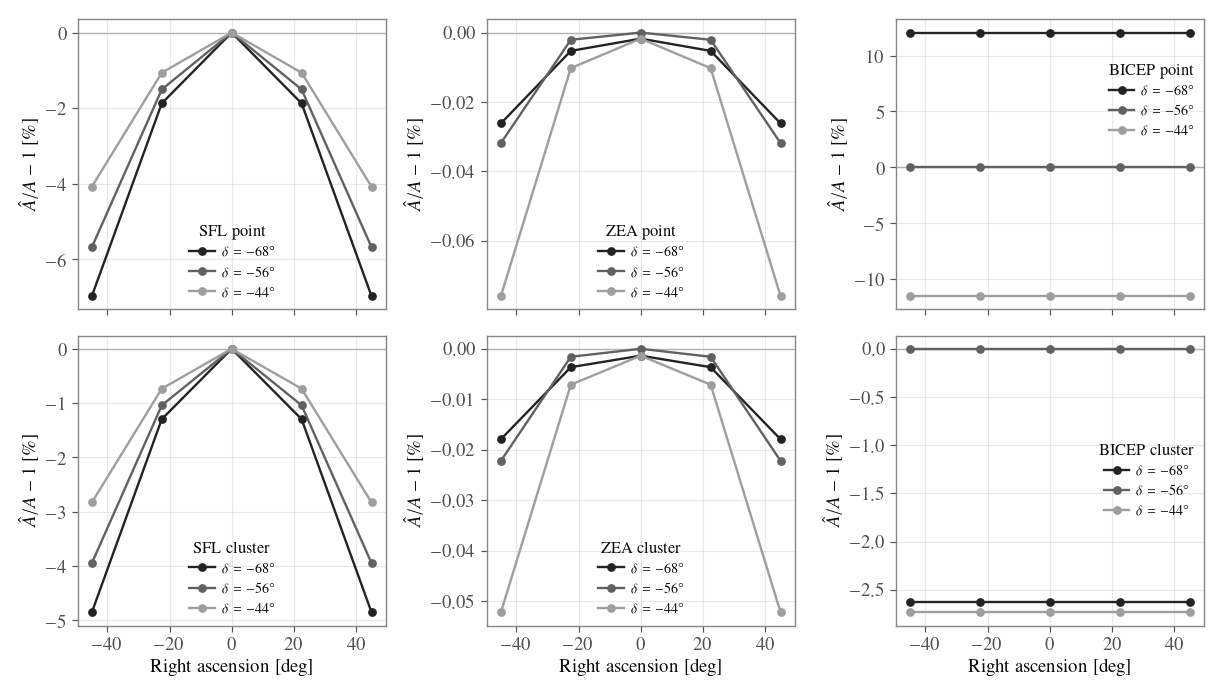 0
−2
−4
−6
Â/A − 1 [%]
SFL point
δ = −68°
δ = −56°
δ = −44°
0.00
−0.02
−0.04
−0.06
Â/A − 1 [%]
ZEA point
δ = −68°
δ = −56°
δ = −44°
10
5
0
−5
−10
Â/A − 1 [%]
BICEP point
δ = −68°
δ = −56°
δ = −44°
0
−1
−2
−3
−4
−5
Â/A − 1 [%]
SFL cluster
δ = −68°
δ = −56°
δ = −44°
−40 −20 0 20 40
Right ascension [deg]
0.00
−0.01
−0.02
−0.03
−0.04
−0.05
Â/A − 1 [%]
ZEA cluster
δ = −68°
δ = −56°
δ = −44°
−40 −20 0 20 40
Right ascension [deg]
0.0
−0.5
−1.0
−1.5
−2.0
−2.5
Â/A − 1 [%]
BICEP cluster
δ = −68°
δ = −56°
δ = −44°
−40 −20 0 20 40
Right ascension [deg]